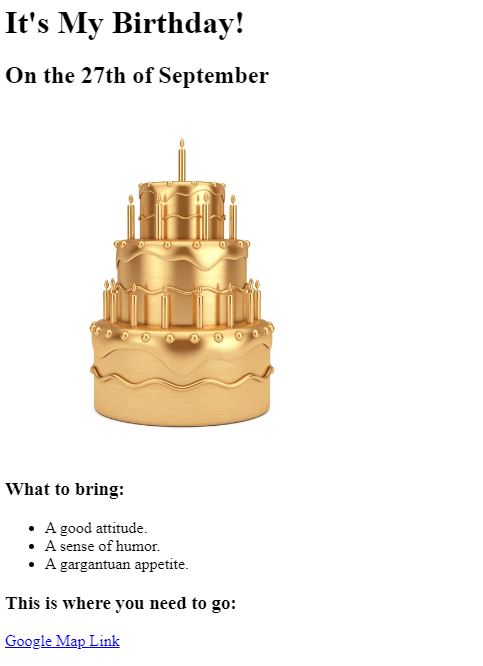 It's My Birthday!
On the 27th of September
What to bring:
• A good attitude.
• A sense of humor.
• A gargantuan appetite.
This is where you need to go:
Google Map Link